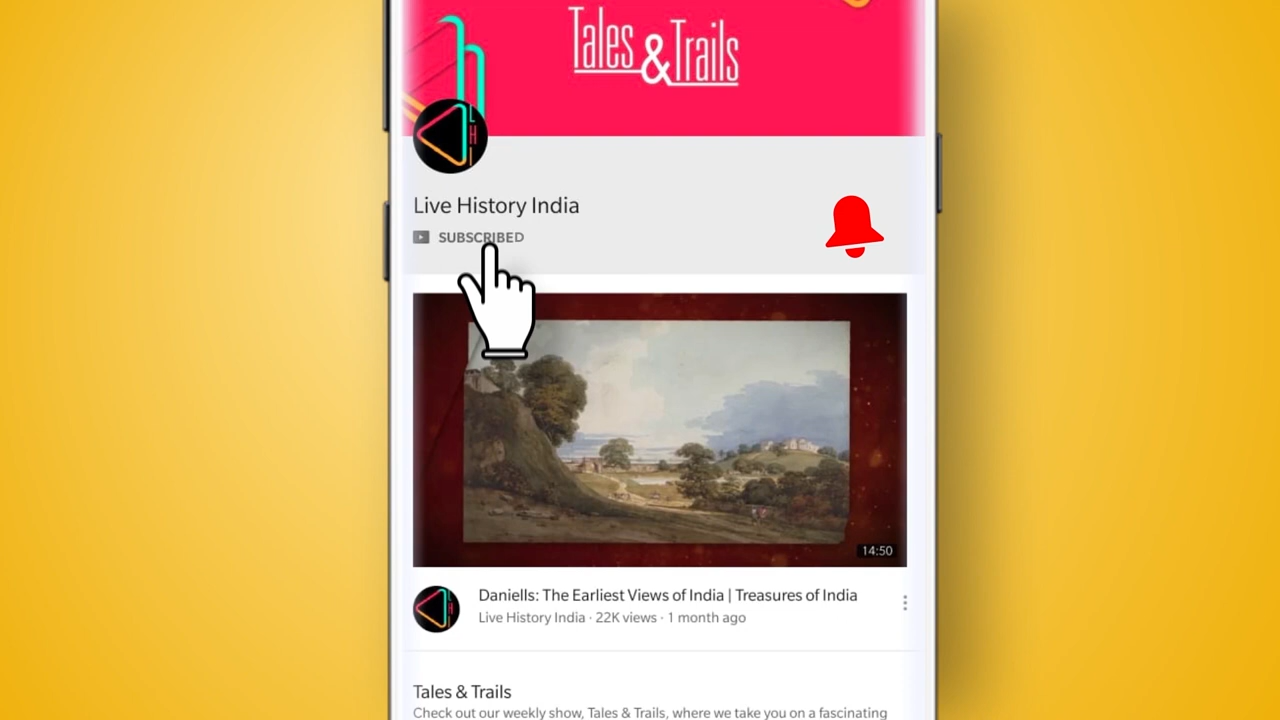 Tales & Trails
LHI
Live History India
SUBSCRIBED
14:50
Daniells: The Earliest Views of India | Treasures of India
Live History India · 22K views · 1 month ago
Tales & Trails
Check out our weekly show, Tales & Trails, where we take you on a fascinating